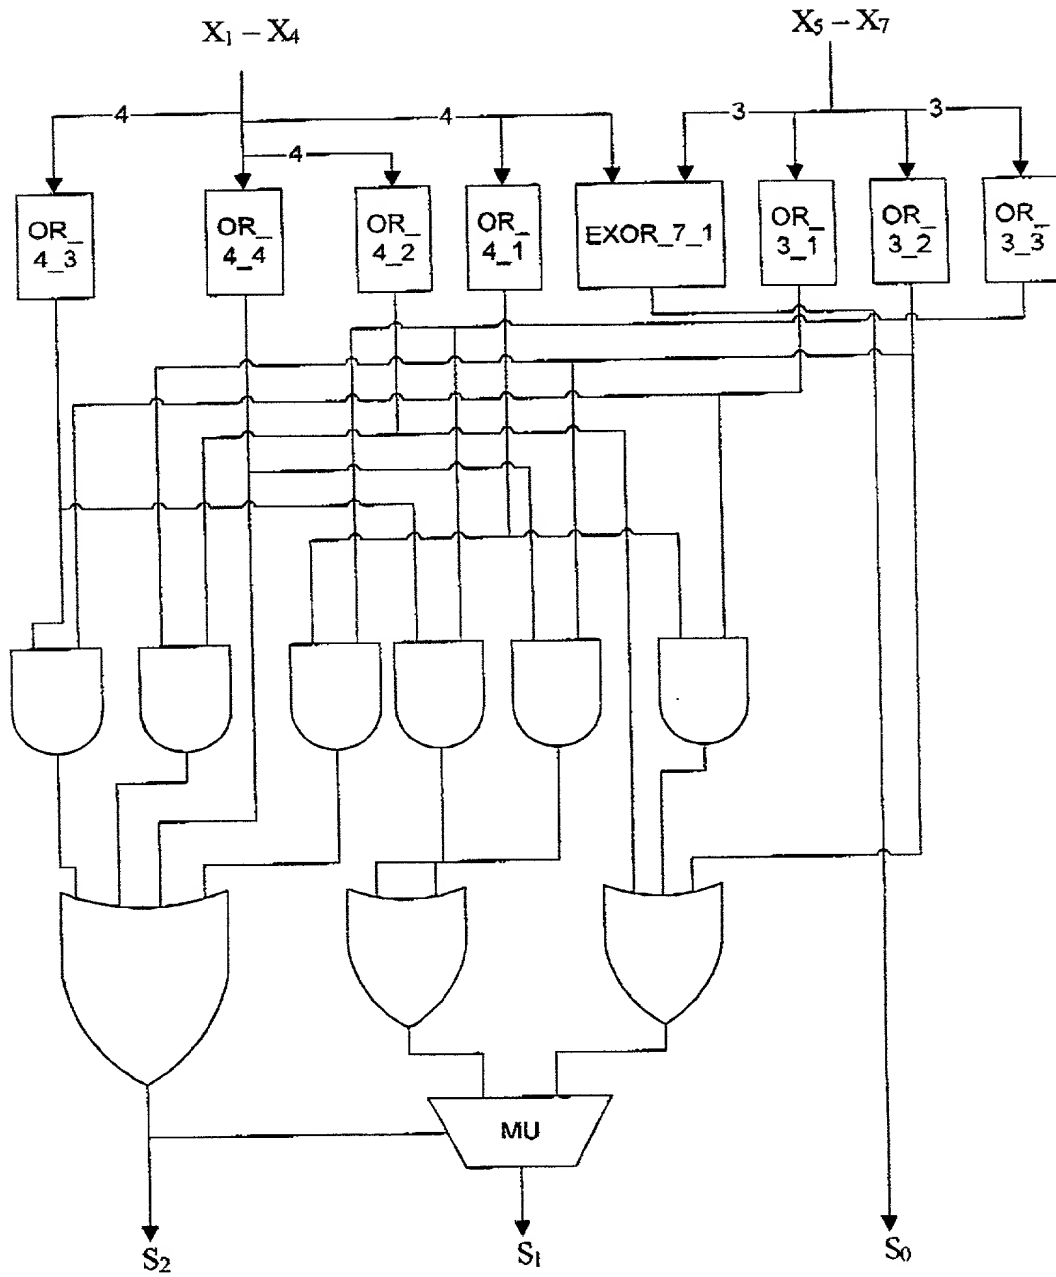 X₁ – X₄
X₅ – X₇
4
4
3
3
4
OR_
4_3
OR_
4_4
OR_
4_2
OR_
4_1
EXOR_7_1
OR_
3_1
OR_
3_2
OR_
3_3
MU
S₂
S₁
S₀